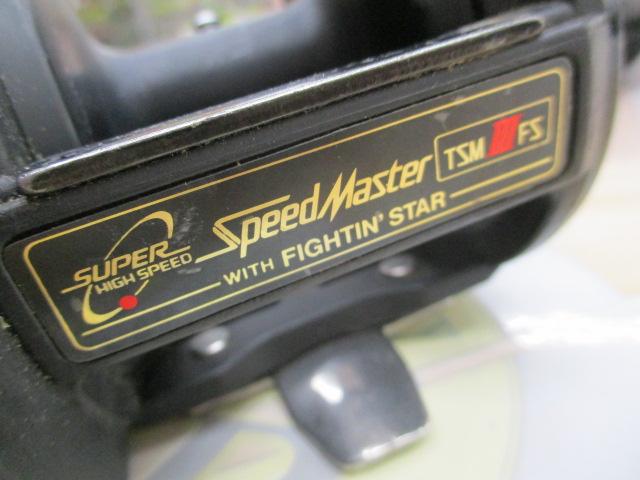 SUPER
HIGH SPEED
SpeedMaster
TSM III FS
WITH FIGHTIN' STAR